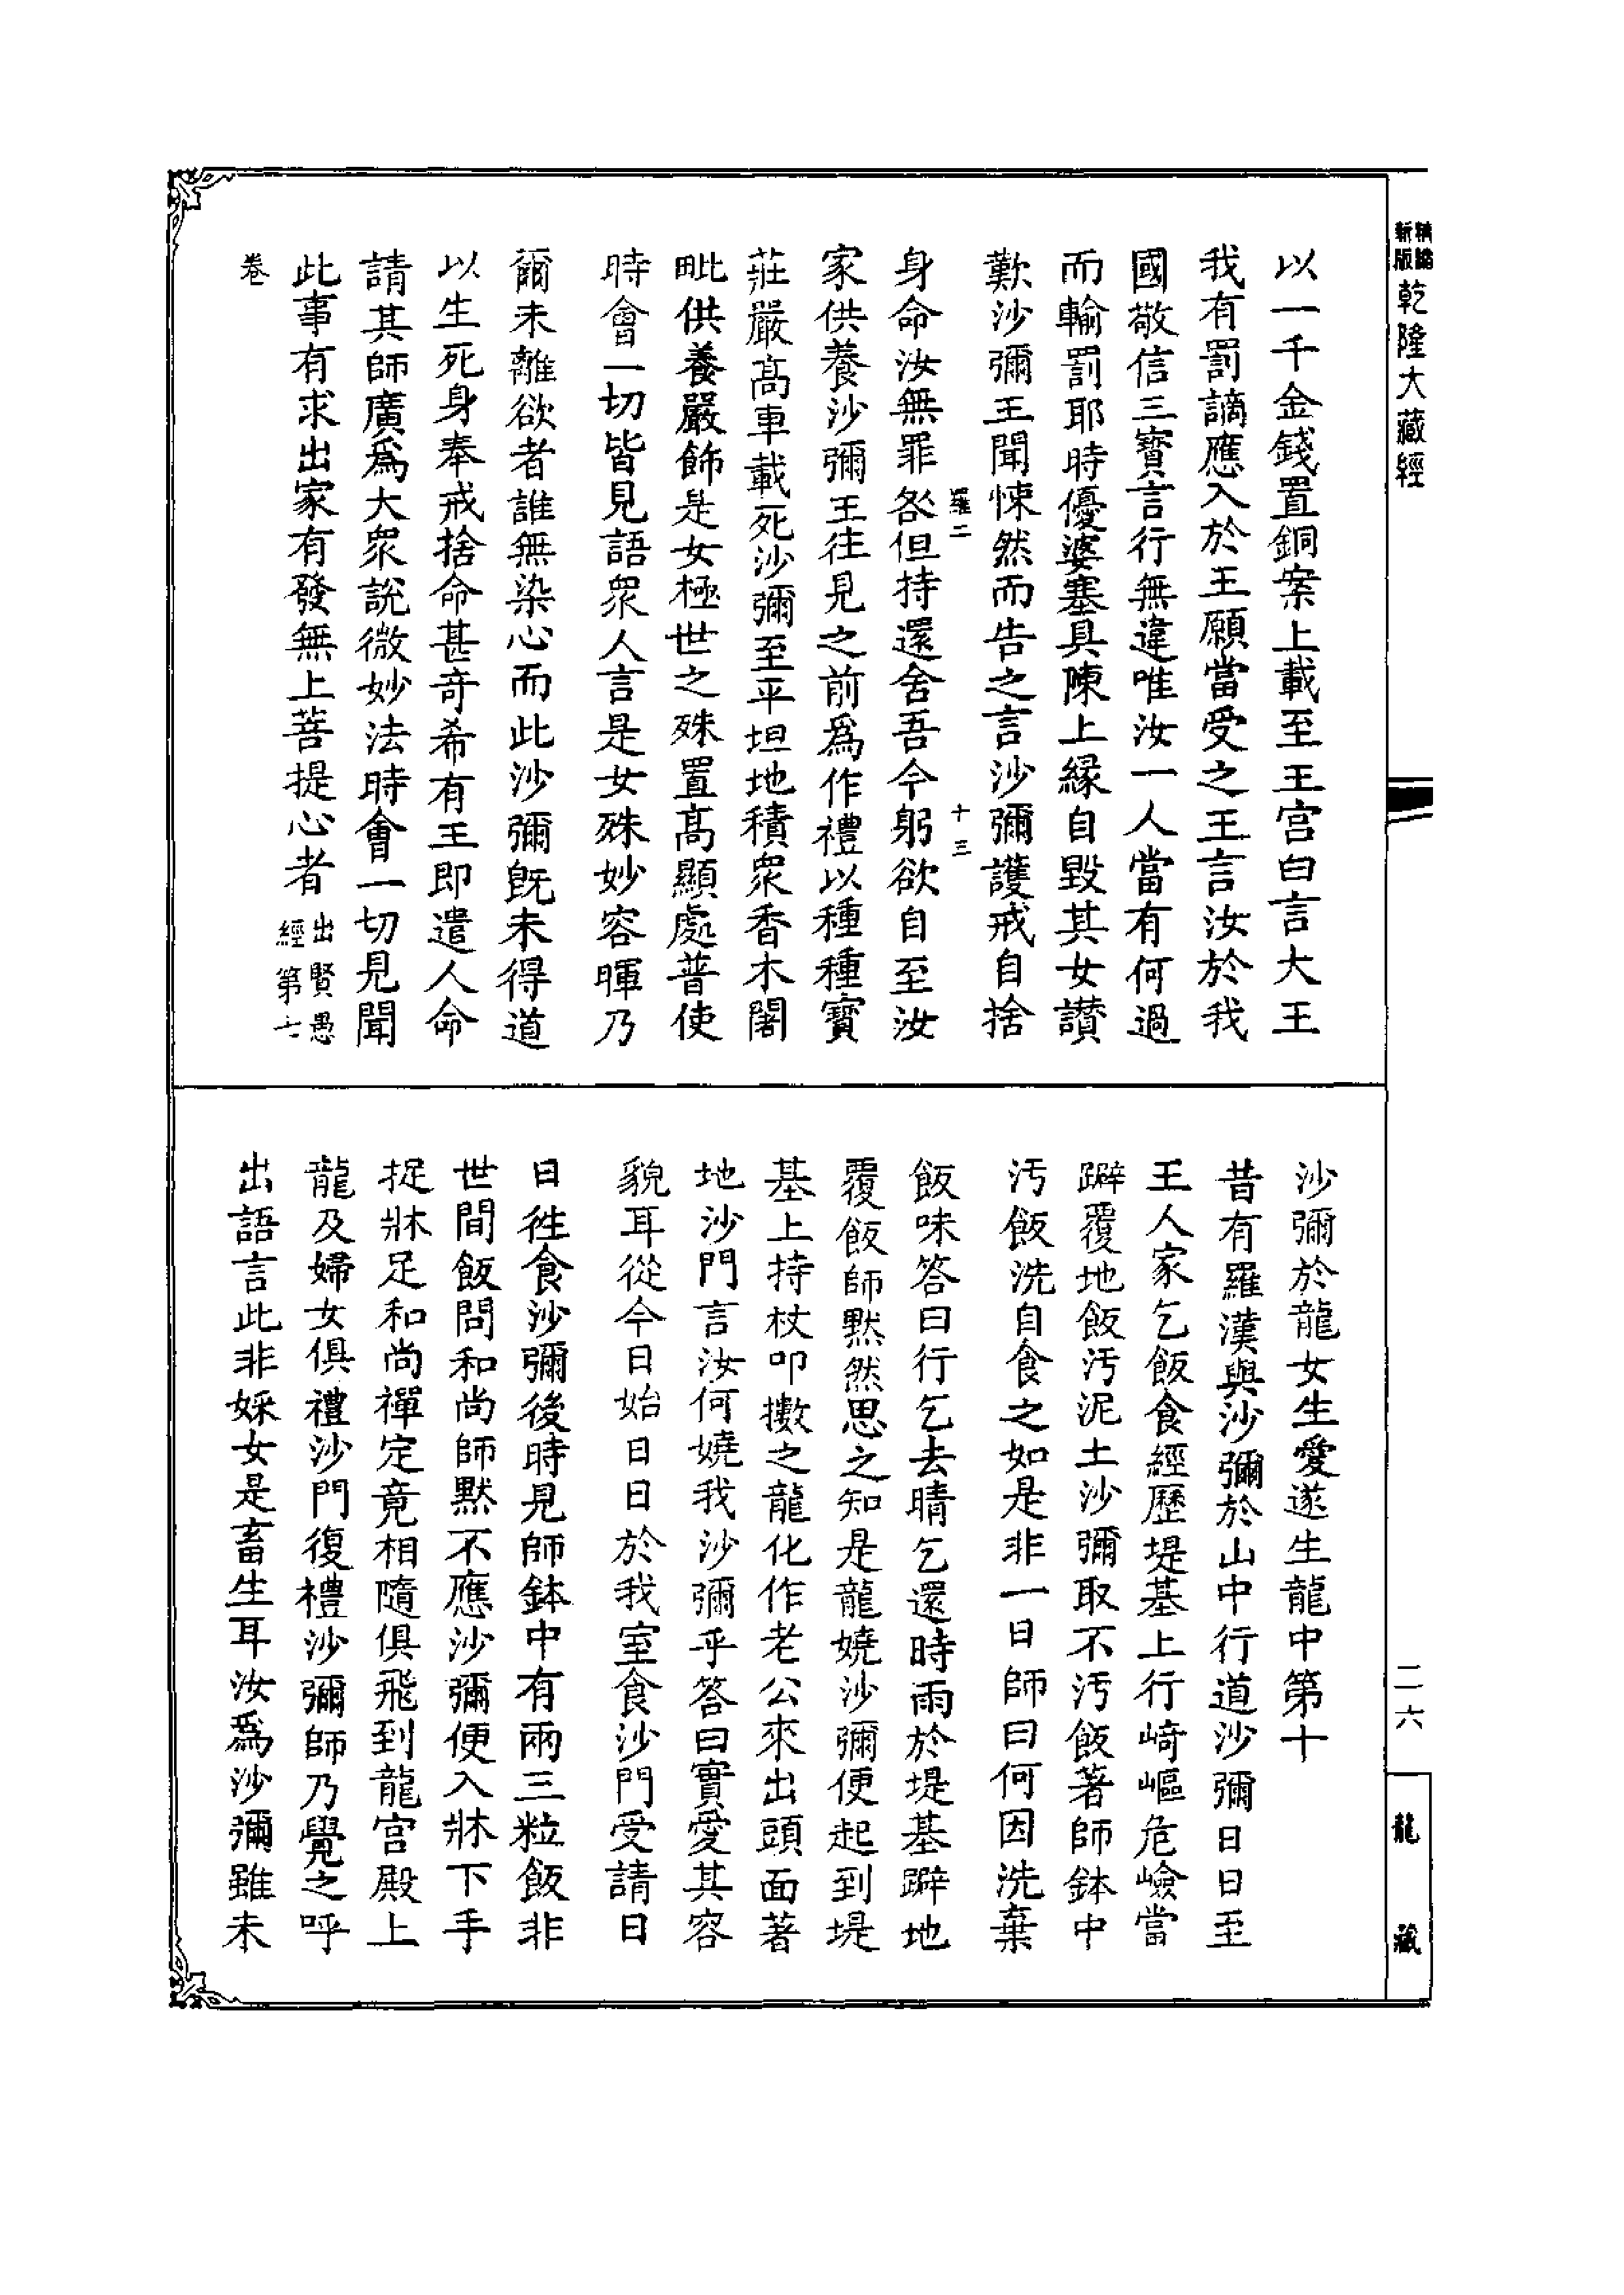 新版精縮乾隆大藏經
以一千金錢置銅案上載至王宮白言大王
我有罰謫應入於王願當受之王言汝於我
國敬信三寶言行無違唯汝一人當有何過
而輸罰耶時優婆塞具陳上緣自毀其女讚
歎沙彌王聞悚然而告之言沙彌護戒自捨
羅二 十三
身命汝無罪咎但持還舍吾今躬欲自至汝
家供養沙彌王往見之前爲作禮以種種寶
莊嚴高車載死沙彌至平坦地積衆香木闍
毗供養嚴飾是女極世之殊置高顯處普使
時會一切皆見語衆人言是女殊妙容暉乃
爾未離欲者誰無染心而此沙彌既未得道
以生死身奉戒捨命甚奇希有王即遣人命
請其師廣爲大衆說微妙法時會一切見聞
此事有求出家有發無上菩提心者出賢愚經第七
卷
沙彌於龍女生愛遂生龍中第十
昔有羅漢與沙彌於山中行道沙彌日日至
王人家乞飯食經歷堤基上行崎嶇危嶮當
躃覆地飯汚泥土沙彌取不汚飯著師鉢中
汚飯洗自食之如是非一日師曰何因洗棄
飯味答曰行乞去晴乞還時雨於堤基躃地
覆飯師默然思之知是龍嬈沙彌便起到堤
基上持杖叩擻之龍化作老公來出頭面著
地沙門言汝何嬈我沙彌乎答曰實愛其容
貌耳從今日始日日於我室食沙門受請日
日往食沙彌後時見師鉢中有兩三粒飯非
世間飯問和尚師默不應沙彌便入牀下手
捉牀足和尚禪定竟相隨俱飛到龍宮殿上
龍及婦女俱禮沙門復禮沙彌師乃覺之呼
出語言此非婇女是畜生耳汝爲沙彌雖未
二六
龍藏